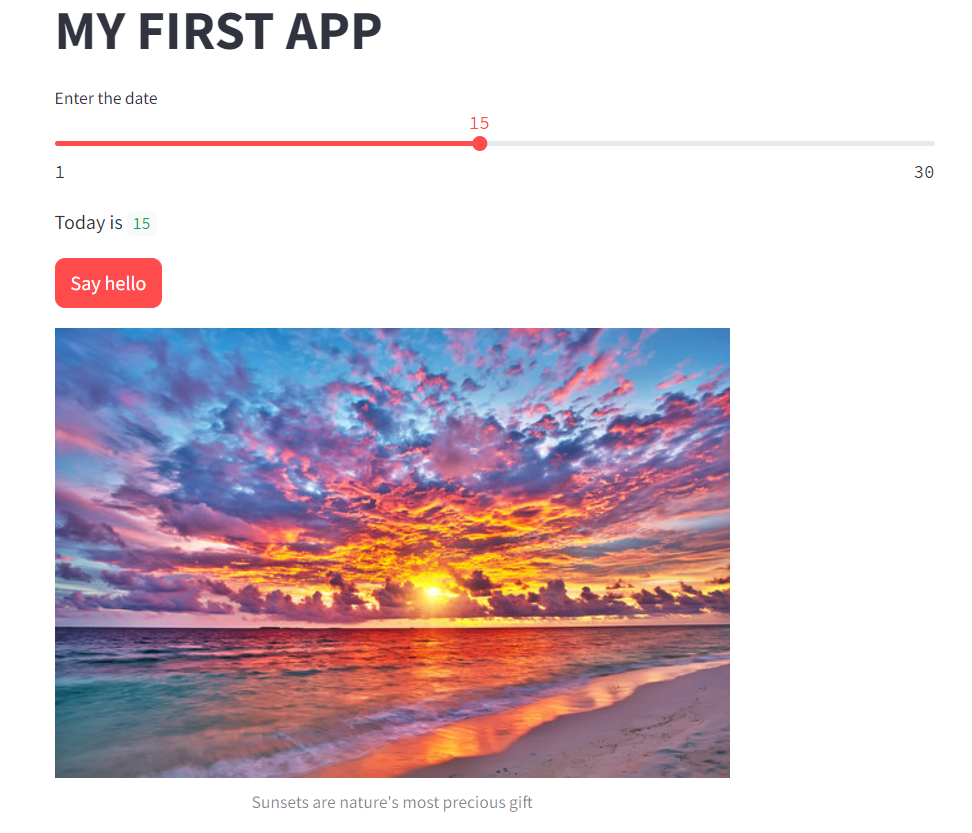 MY FIRST APP
Enter the date
15
1 30
Today is 15
Say hello
Sunsets are nature's most precious gift